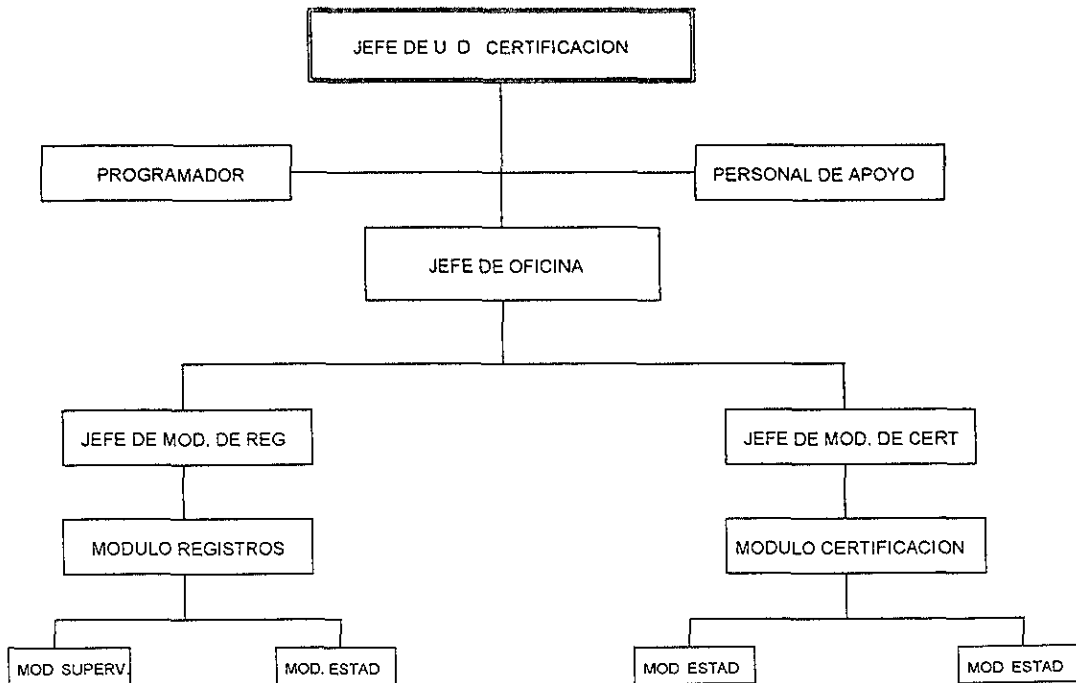 JEFE DE U D CERTIFICACION
PROGRAMADOR
PERSONAL DE APOYO
JEFE DE OFICINA
JEFE DE MOD. DE REG
JEFE DE MOD. DE CERT
MODULO REGISTROS
MODULO CERTIFICACION
MOD SUPERV.
MOD. ESTAD
MOD ESTAD
MOD ESTAD